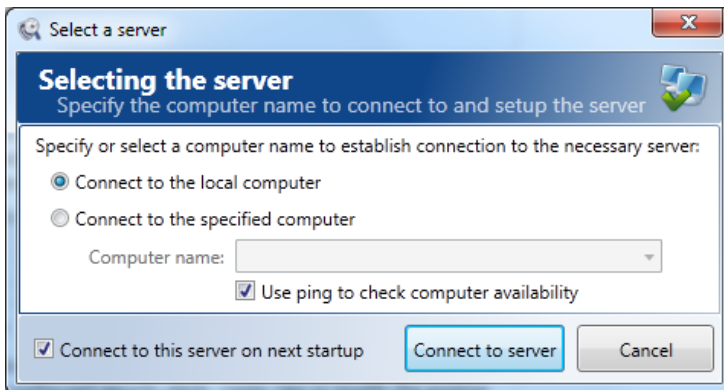 Select a server
Selecting the server
Specify the computer name to connect to and setup the server
Specify or select a computer name to establish connection to the necessary server:
Connect to the local computer
Connect to the specified computer
Computer name:
Use ping to check computer availability
Connect to this server on next startup Connect to server Cancel